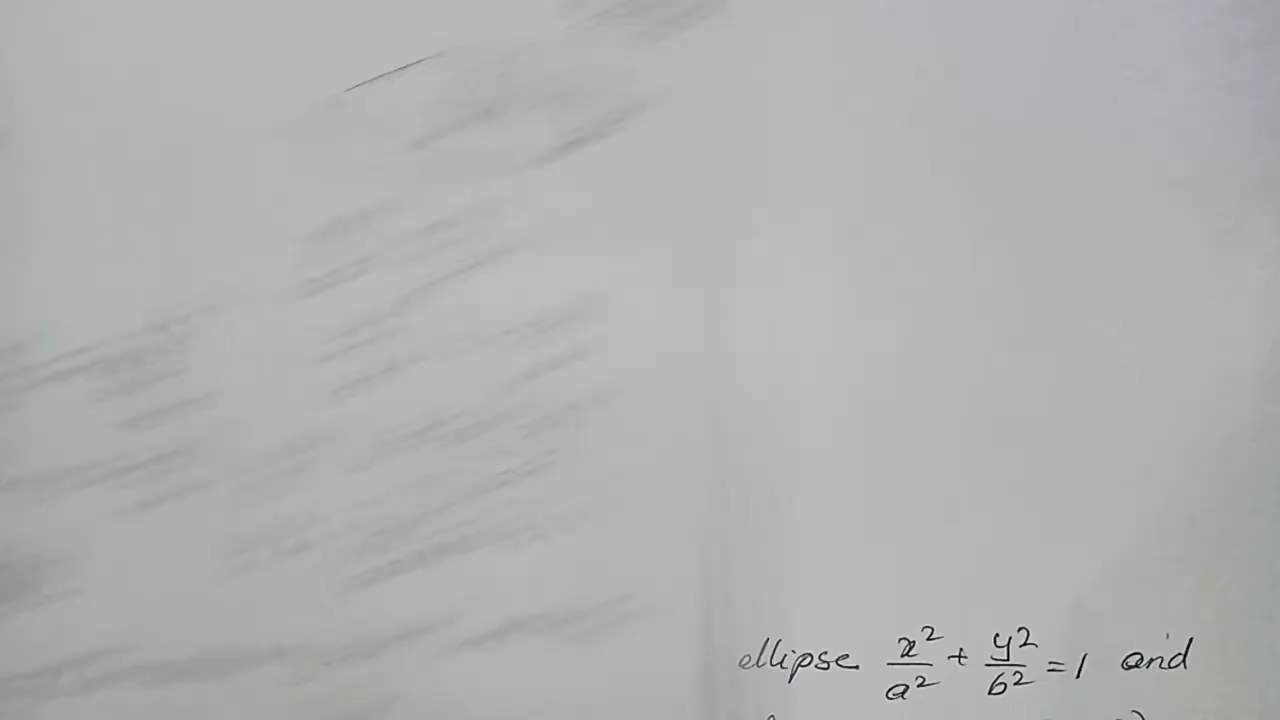 ellipse x²/a² + y²/b² = 1 and